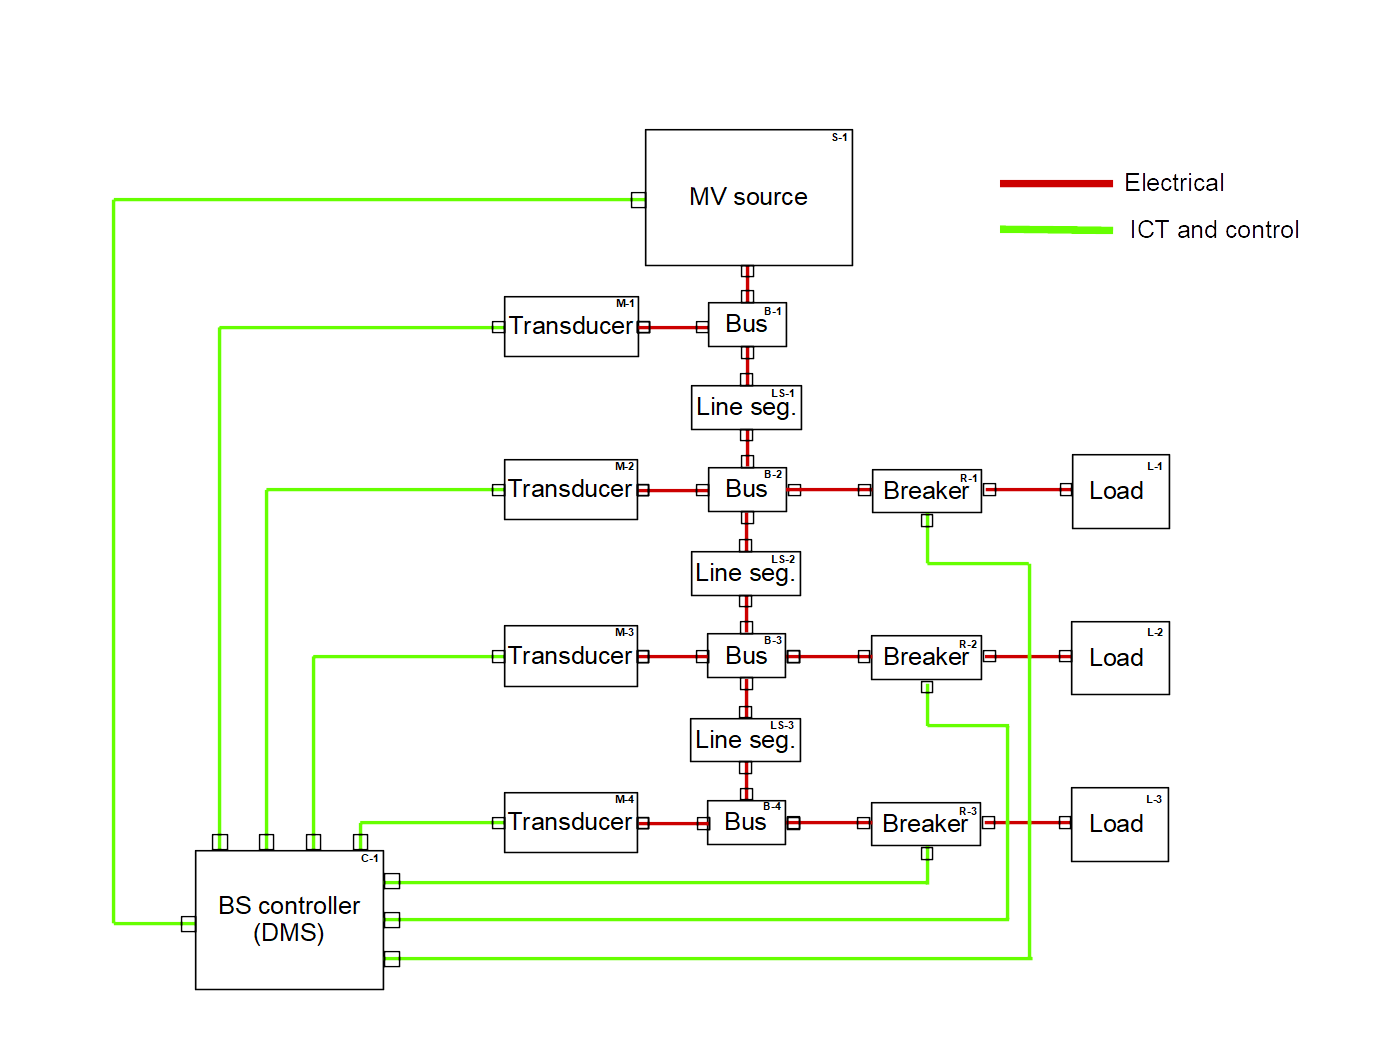 S-1
MV source
Electrical
ICT and control
M-1
Transducer
B-1
Bus
LS-1
Line seg.
M-2
Transducer
B-2
Bus
R-1
Breaker
L-1
Load
LS-2
Line seg.
M-3
Transducer
B-3
Bus
R-2
Breaker
L-2
Load
LS-3
Line seg.
M-4
Transducer
B-4
Bus
R-3
Breaker
L-3
Load
C-1
BS controller
(DMS)